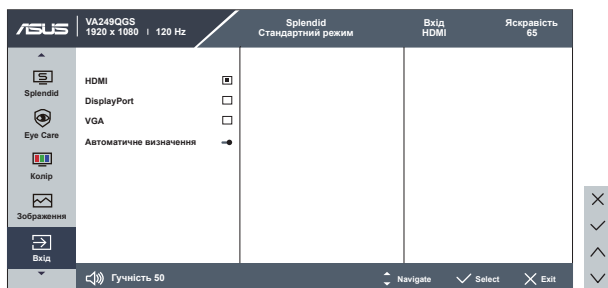 ASUS
VA249QGS
1920 x 1080 | 120 Hz
Splendid
Стандартний режим
Вхід
HDMI
Яскравість
65
Splendid
Eye Care
Колір
Зображення
Вхід
HDMI
DisplayPort
VGA
Автоматичне визначення
Гучність 50
Navigate
Select
Exit